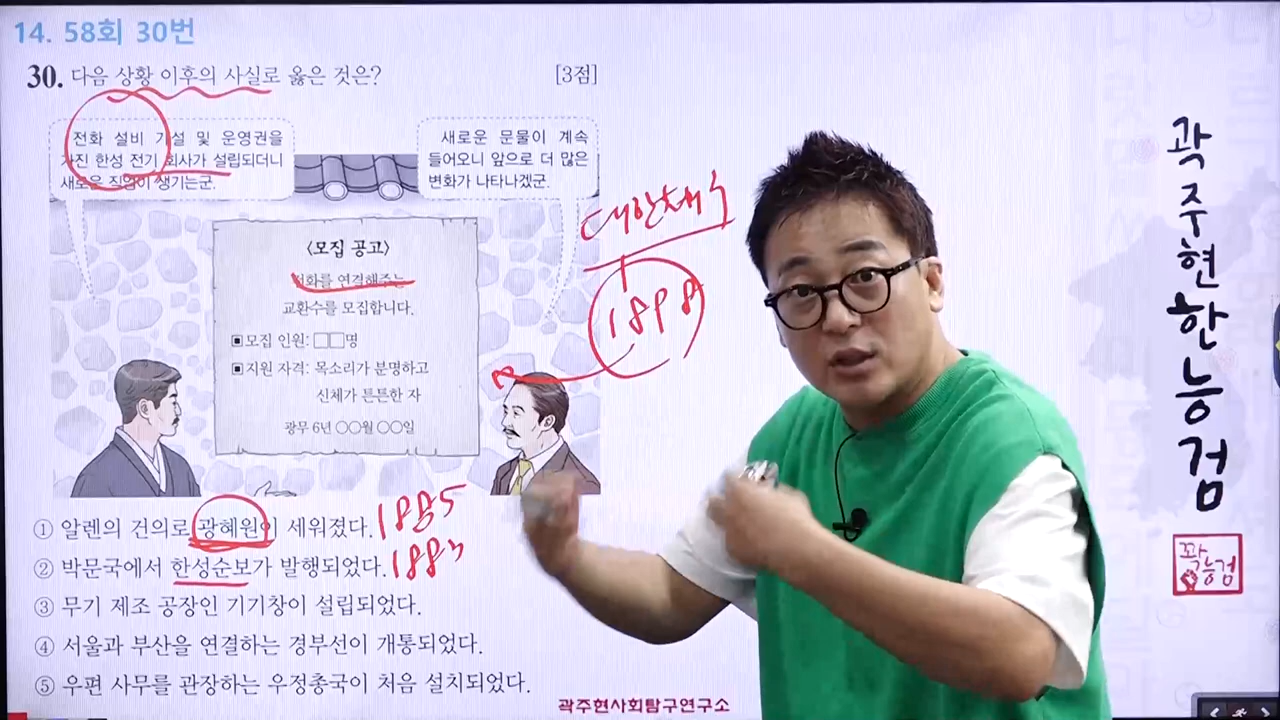 14. 58회 30번
30. 다음 상황 이후의 사실로 옳은 것은? [3점]
전화 설비 가설 및 운영권을
가진 한성 전기 회사가 설립되더니
새로운 직업이 생기는군.
새로운 문물이 계속
들어오니 앞으로 더 많은
변화가 나타나겠군.
대한제국
1898
<모집 공고>
전화를 연결해주는
교환수를 모집합니다.
▣ 모집 인원: □□명
▣ 지원 자격: 목소리가 분명하고
신체가 튼튼한 자
광무 6년 ○○월 ○○일
① 알렌의 건의로 광혜원이 세워졌다. 1885
② 박문국에서 한성순보가 발행되었다. 1883
③ 무기 제조 공장인 기기창이 설립되었다.
④ 서울과 부산을 연결하는 경부선이 개통되었다.
⑤ 우편 사무를 관장하는 우정총국이 처음 설치되었다.
곽주현사회탐구연구소
곽주현한능검
꽉능검